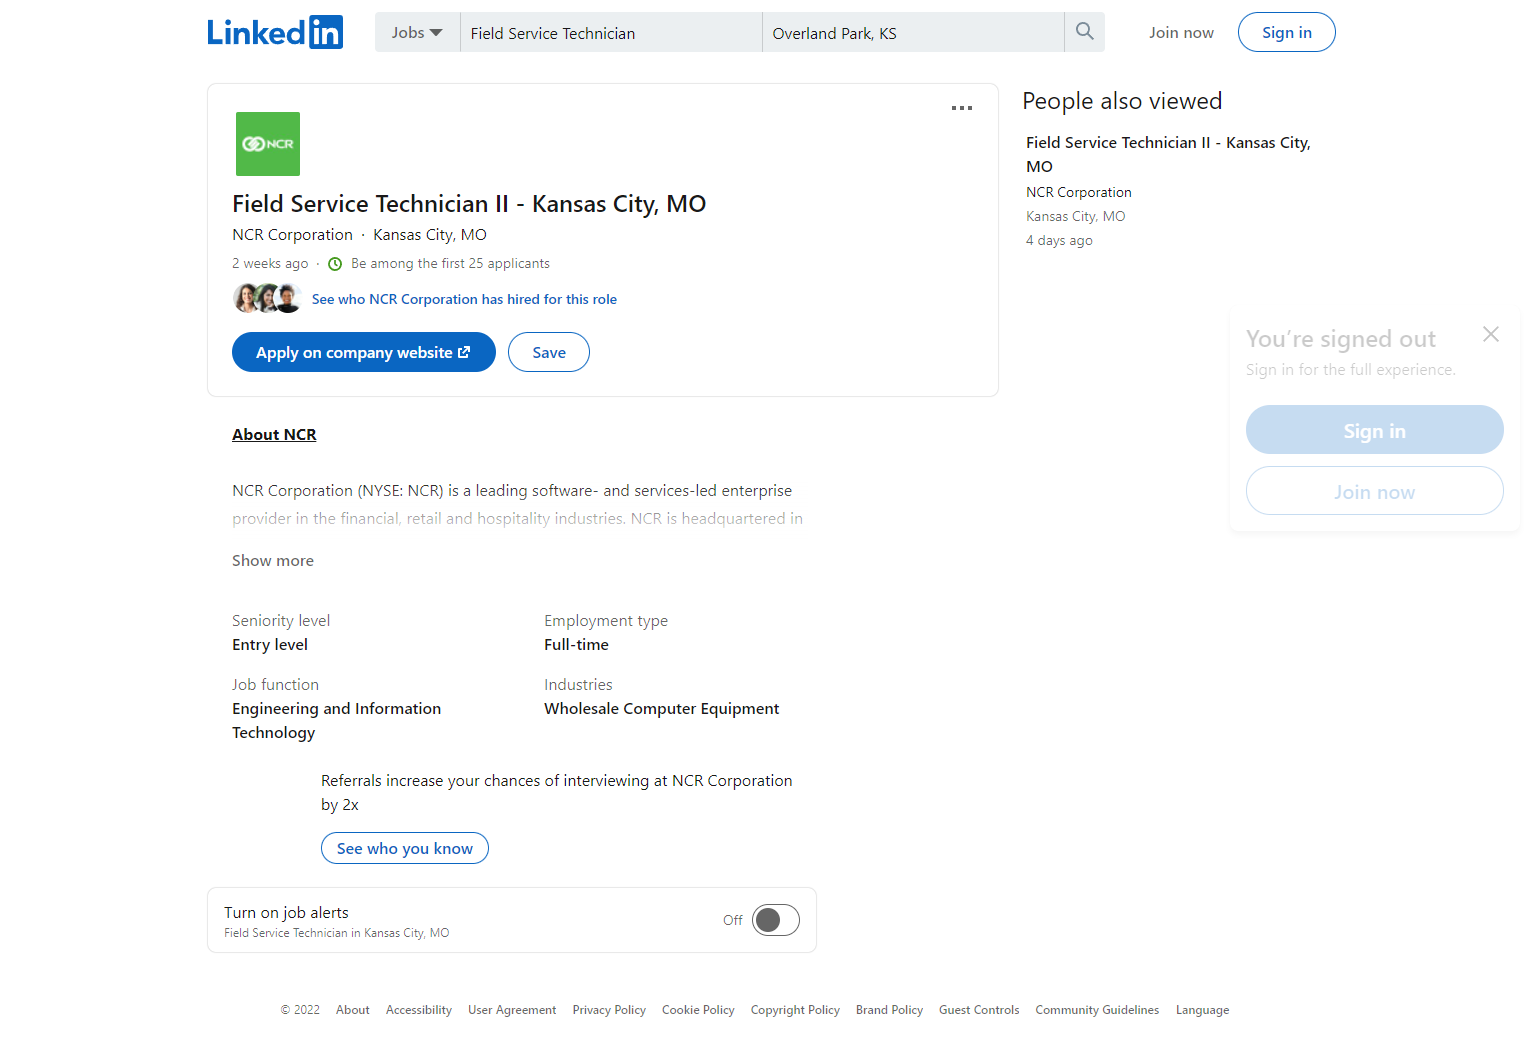 LinkedIn
Jobs
Field Service Technician
Overland Park, KS
Join now
Sign in
NCR
Field Service Technician II - Kansas City, MO
NCR Corporation · Kansas City, MO
2 weeks ago · Be among the first 25 applicants
See who NCR Corporation has hired for this role
Apply on company website
Save
People also viewed
Field Service Technician II - Kansas City,
MO
NCR Corporation
Kansas City, MO
4 days ago
You’re signed out
Sign in for the full experience.
Sign in
Join now
About NCR
NCR Corporation (NYSE: NCR) is a leading software- and services-led enterprise
provider in the financial, retail and hospitality industries. NCR is headquartered in
Show more
Seniority level
Entry level
Employment type
Full-time
Job function
Engineering and Information
Technology
Industries
Wholesale Computer Equipment
Referrals increase your chances of interviewing at NCR Corporation
by 2x
See who you know
Turn on job alerts
Field Service Technician in Kansas City, MO
Off
© 2022 About Accessibility User Agreement Privacy Policy Cookie Policy Copyright Policy Brand Policy Guest Controls Community Guidelines Language